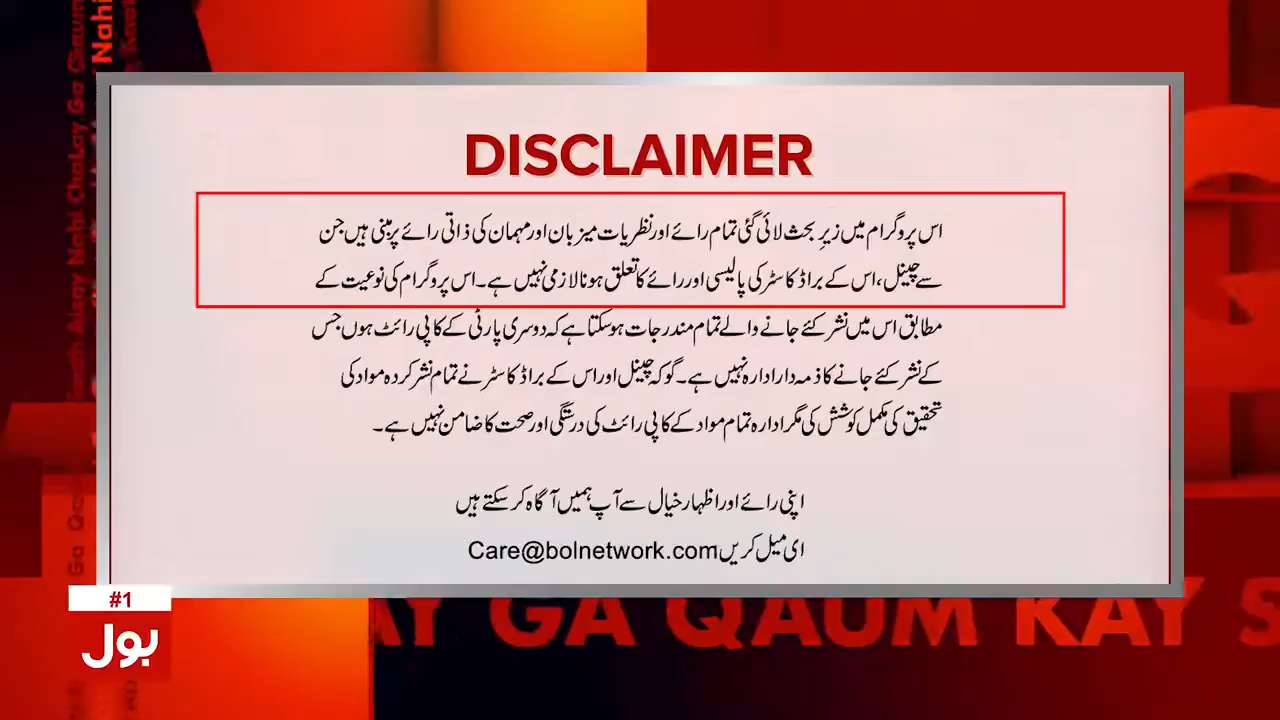 DISCLAIMER
اس پروگرام میں زیرِ بحث لائی گئی تمام رائے اور نظریات میزبان اور مہمان کی ذاتی رائے پر مبنی ہیں جن
سے چینل، اس کے براڈ کاسٹر کی پالیسی اور رائے کا تعلق ہونا لازمی نہیں ہے۔ اس پروگرام کی نوعیت کے
مطابق اس میں نشر کئے جانے والے تمام مندرجات ہو سکتا ہے کہ دوسری پارٹی کے کاپی رائٹ ہوں جس
کے نشر کئے جانے کا ذمہ دار ادارہ نہیں ہے۔ گو کہ چینل اور اس کے براڈ کاسٹر نے تمام نشر کردہ مواد کی
تحقیق کی مکمل کوشش کی مگر ادارہ تمام مواد کے کاپی رائٹ کی درستگی اور صحت کا ضامن نہیں ہے۔
اپنی رائے اور اظہار خیال سے آپ ہمیں آگاہ کر سکتے ہیں
ای میل کریں Care@bolnetwork.com
#1
بول
AY GA QAUM KAY S
Aisay Nahi Chalay Ga
Nahi
Ga